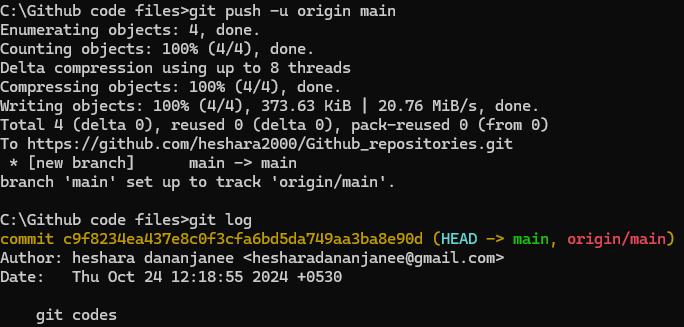 C:\Github code files>git push -u origin main
Enumerating objects: 4, done.
Counting objects: 100% (4/4), done.
Delta compression using up to 8 threads
Compressing objects: 100% (4/4), done.
Writing objects: 100% (4/4), 373.63 KiB | 20.76 MiB/s, done.
Total 4 (delta 0), reused 0 (delta 0), pack-reused 0 (from 0)
To https://github.com/heshara2000/Github_repositories.git
 * [new branch]      main -> main
branch 'main' set up to track 'origin/main'.
C:\Github code files>git log
commit c9f8234ea437e8c0f3cfa6bd5da749aa3ba8e90d (HEAD -> main, origin/main)
Author: heshara dananjanee <hesharadananjanee@gmail.com>
Date:   Thu Oct 24 12:18:55 2024 +0530
    git codes